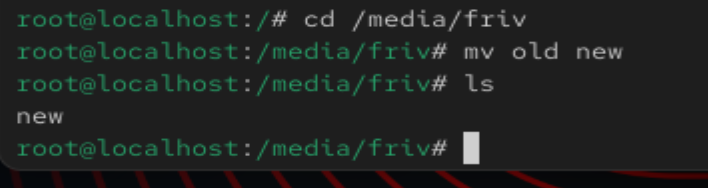 root@localhost:/# cd /media/friv
root@localhost:/media/friv# mv old new
root@localhost:/media/friv# ls
new
root@localhost:/media/friv#